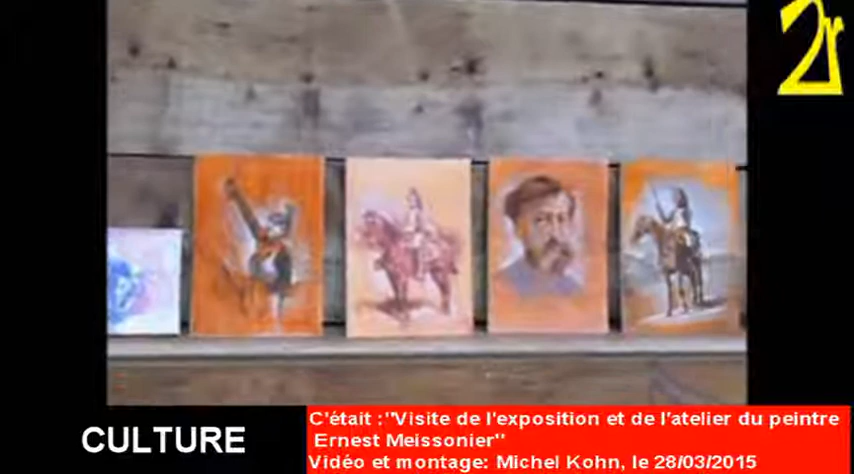 2r
C'était :"Visite de l'exposition et de l'atelier du peintre
Ernest Meissonier"
CULTURE
Vidéo et montage: Michel Kohn, le 28/03/2015